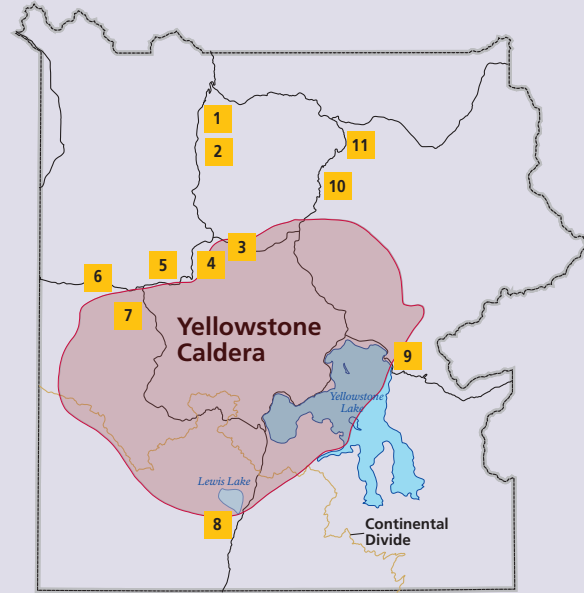 1
2
11
10
3
4
5
6
7
Yellowstone
Caldera
9
Yellowstone
Lake
Lewis Lake
8
Continental
Divide